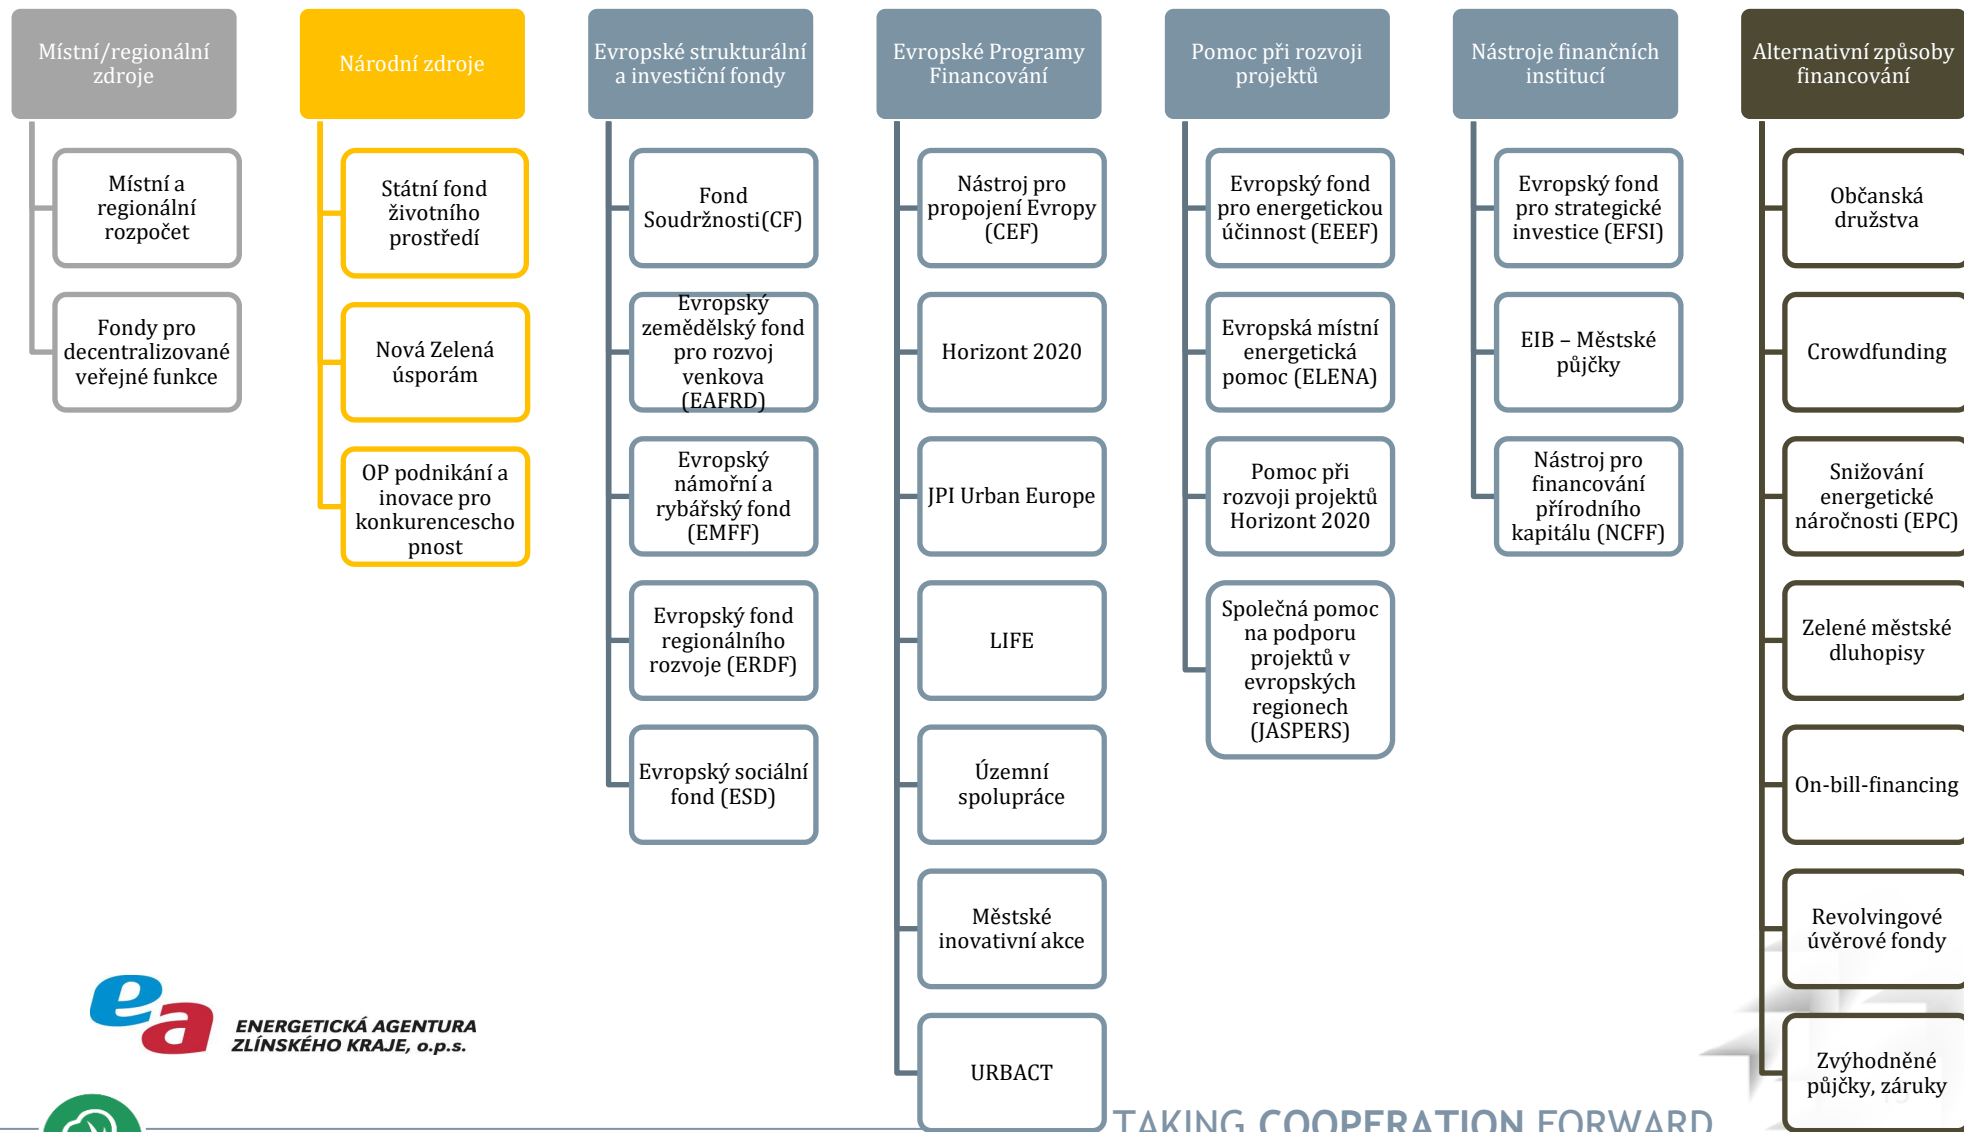 Místní/regionální
zdroje
Místní a
regionální
rozpočet
Fondy pro
decentralizované
veřejné funkce
Národní zdroje
Státní fond
životního
prostředí
Nová Zelená
úsporám
OP podnikání a
inovace pro
konkurencescho
pnost
Evropské strukturální
a investiční fondy
Fond
Soudržnosti(CF)
Evropský
zemědělský fond
pro rozvoj
venkova
(EAFRD)
Evropský
námořní a
rybářský fond
(EMFF)
Evropský fond
regionálního
rozvoje (ERDF)
Evropský sociální
fond (ESD)
Evropské Programy
Financování
Nástroj pro
propojení Evropy
(CEF)
Horizont 2020
JPI Urban Europe
LIFE
Územní
spolupráce
Městské
inovativní akce
URBACT
Pomoc při rozvoji
projektů
Evropský fond
pro energetickou
účinnost (EEEF)
Evropská místní
energetická
pomoc (ELENA)
Pomoc při
rozvoji projektů
Horizont 2020
Společná pomoc
na podporu
projektů v
evropských
regionech
(JASPERS)
Nástroje finančních
institucí
Evropský fond
pro strategické
investice (EFSI)
EIB – Městské
půjčky
Nástroj pro
financování
přírodního
kapitálu (NCFF)
Alternativní způsoby
financování
Občanská
družstva
Crowdfunding
Snižování
energetické
náročnosti (EPC)
Zelené městské
dluhopisy
On-bill-financing
Revolvingové
úvěrové fondy
Zvýhodněné
půjčky, záruky
ea
ENERGETICKÁ AGENTURA
ZLÍNSKÉHO KRAJE, o.p.s.
TAKING COOPERATION FORWARD